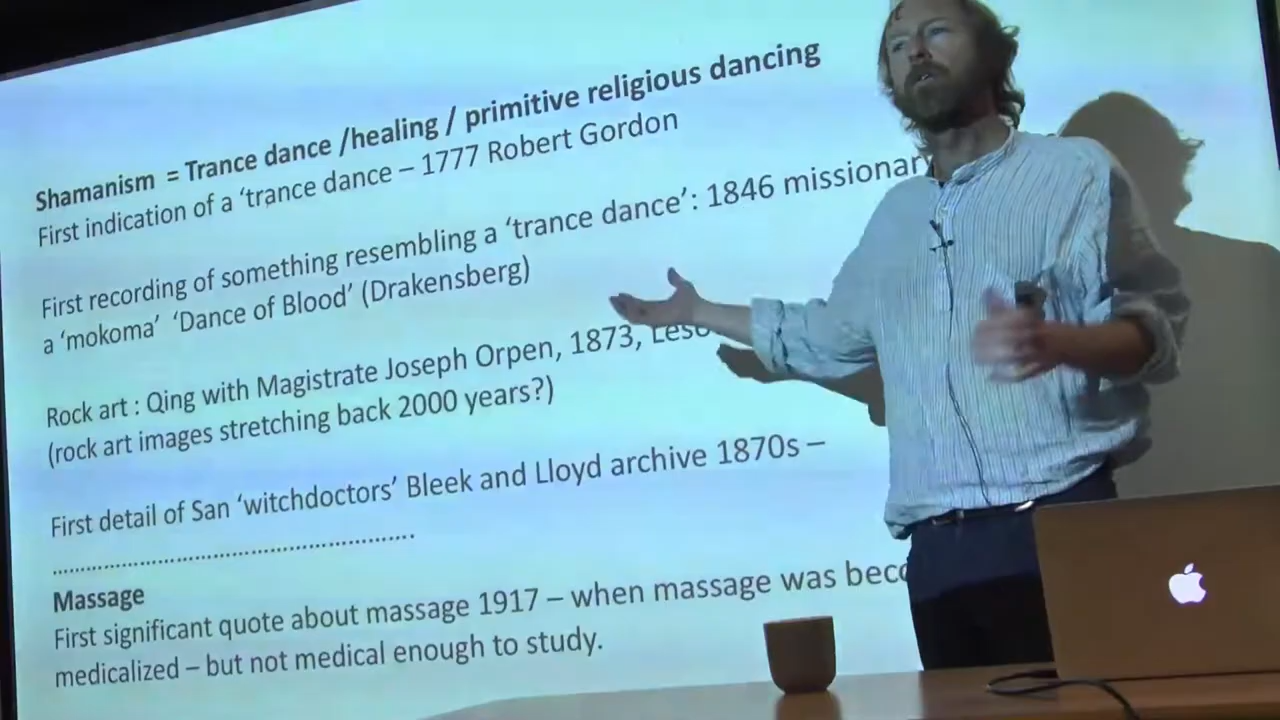 Shamanism = Trance dance /healing / primitive religious dancing
First indication of a ‘trance dance – 1777 Robert Gordon
First recording of something resembling a ‘trance dance’: 1846 missionary
a ‘mokoma’ ‘Dance of Blood’ (Drakensberg)
Rock art : Qing with Magistrate Joseph Orpen, 1873,
(rock art images stretching back 2000 years?)
First detail of San ‘witchdoctors’ Bleek and Lloyd archive 1870s –
……………………………………………….
Massage
First significant quote about massage 1917 – when massage was
medicalized – but not medical enough to study.